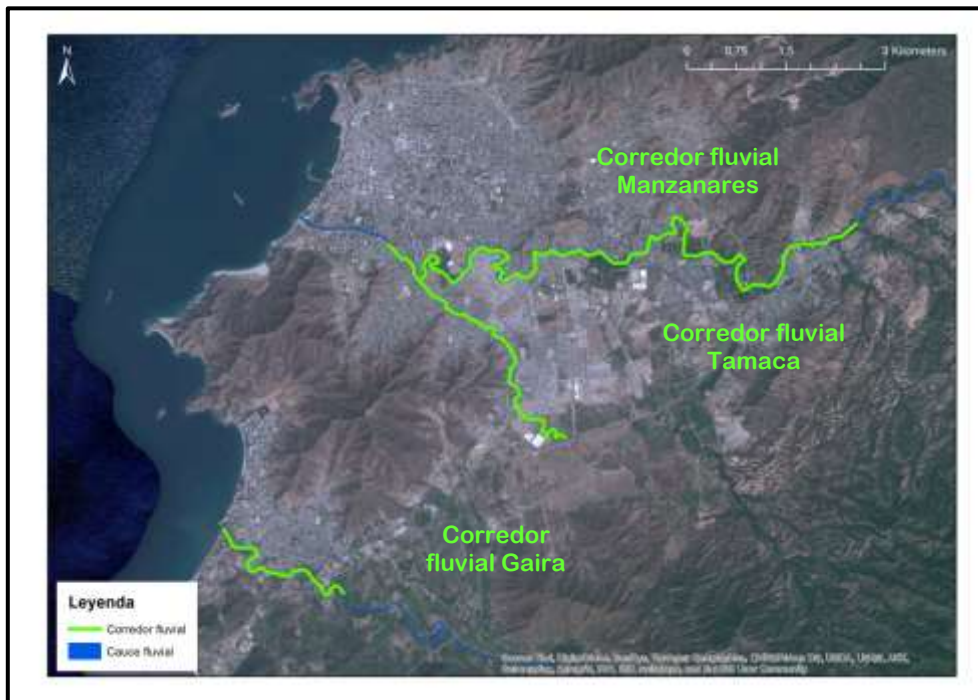 N
0 0,75 1,5 3 Kilometers
Corredor fluvial
Manzanares
Corredor fluvial
Tamaca
Corredor
fluvial Gaira
Leyenda
Corredor fluvial
Cauce fluvial